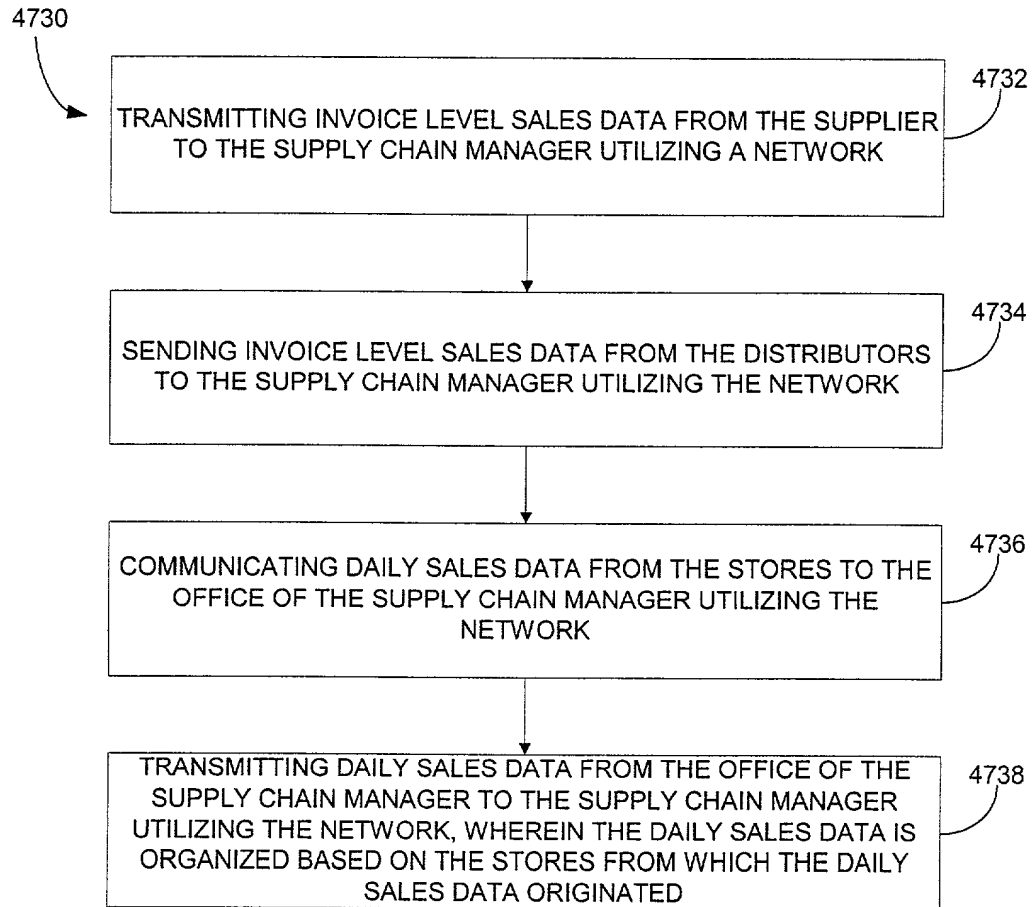 4730
4732
TRANSMITTING INVOICE LEVEL SALES DATA FROM THE SUPPLIER
TO THE SUPPLY CHAIN MANAGER UTILIZING A NETWORK
4734
SENDING INVOICE LEVEL SALES DATA FROM THE DISTRIBUTORS
TO THE SUPPLY CHAIN MANAGER UTILIZING THE NETWORK
4736
COMMUNICATING DAILY SALES DATA FROM THE STORES TO THE
OFFICE OF THE SUPPLY CHAIN MANAGER UTILIZING THE
NETWORK
4738
TRANSMITTING DAILY SALES DATA FROM THE OFFICE OF THE
SUPPLY CHAIN MANAGER TO THE SUPPLY CHAIN MANAGER
UTILIZING THE NETWORK, WHEREIN THE DAILY SALES DATA IS
ORGANIZED BASED ON THE STORES FROM WHICH THE DAILY
SALES DATA ORIGINATED